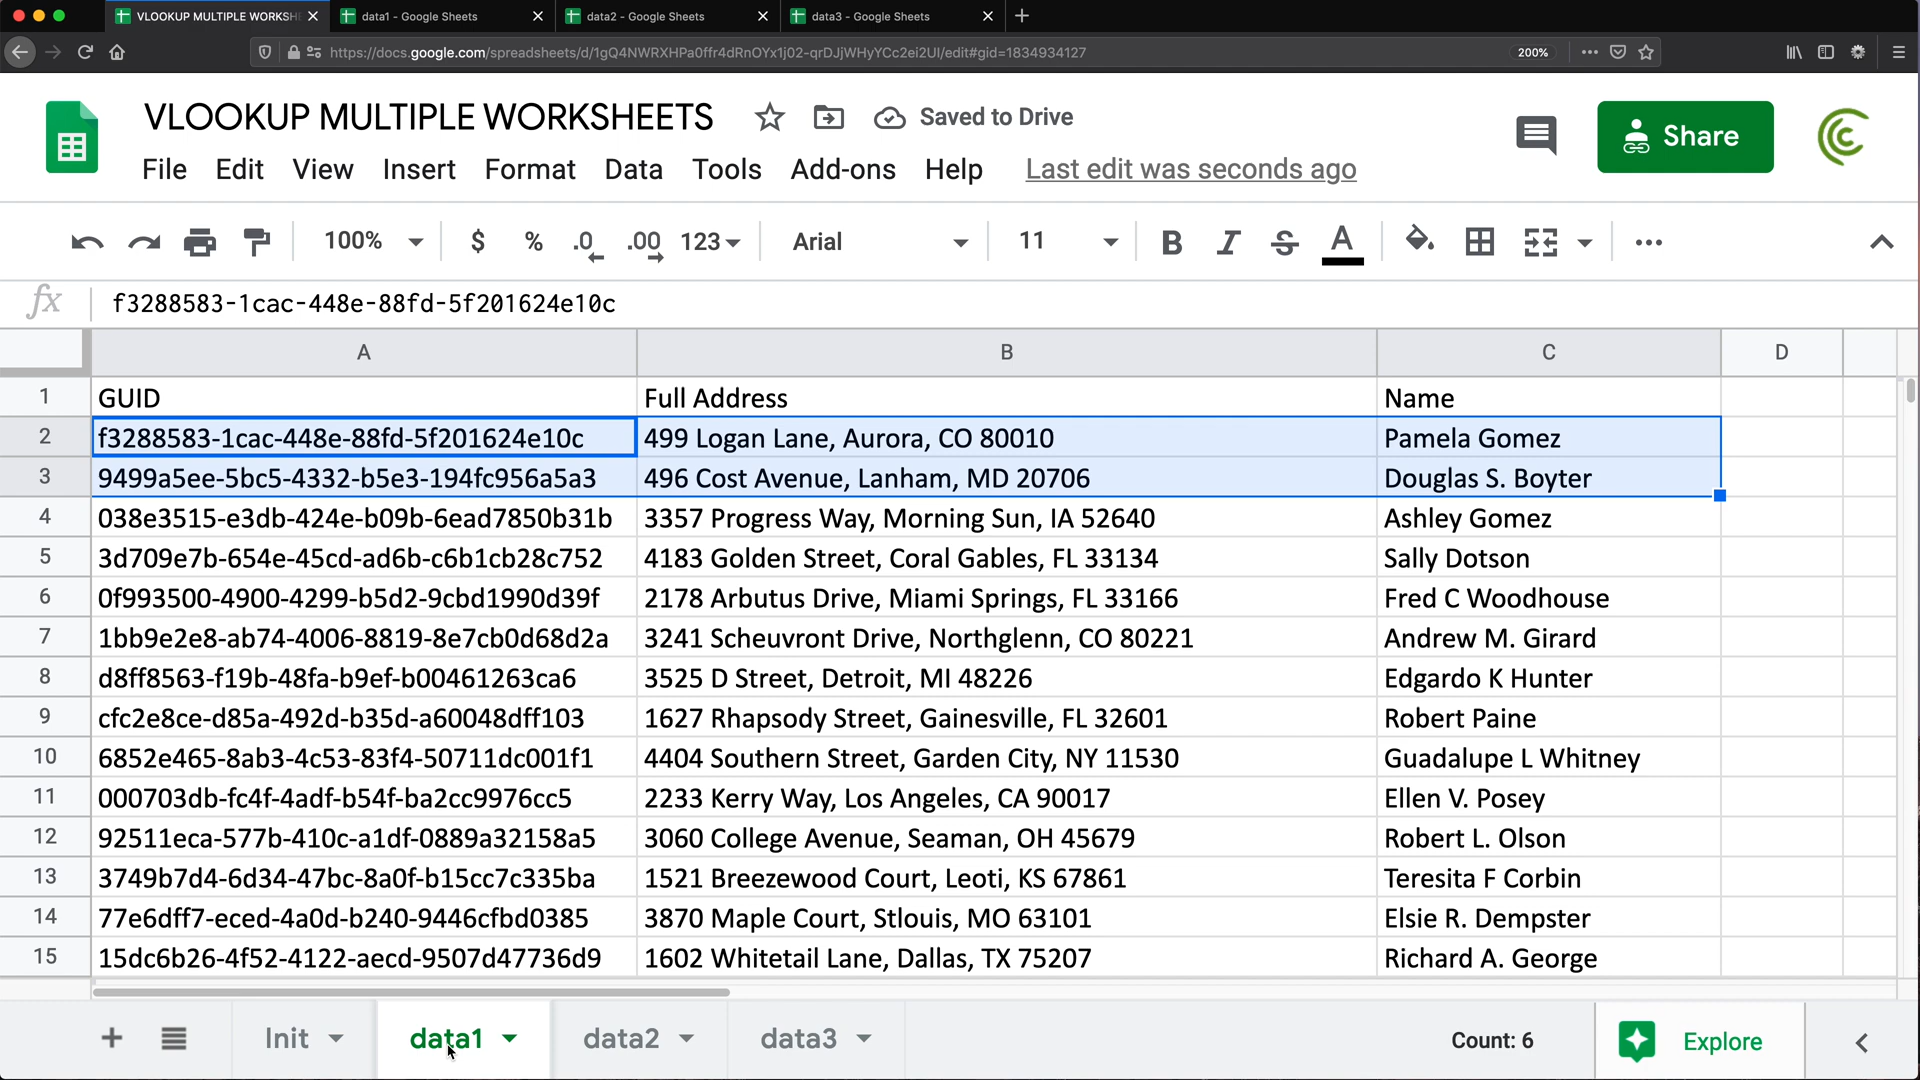 VLOOKUP MULTIPLE WORKSHE
data1 - Google Sheets
data2 - Google Sheets
data3 - Google Sheets
https://docs.google.com/spreadsheets/d/1gQ4NWRXHPa0ffr4dRnOYx1j02-qrDJjWHyYCc2ei2UI/edit#gid=1834934127
200%
VLOOKUP MULTIPLE WORKSHEETS
Saved to Drive
File Edit View Insert Format Data Tools Add-ons Help Last edit was seconds ago
Share
100% $ % .0 .00 123 Arial 11 B I S A
fx f3288583-1cac-448e-88fd-5f201624e10c
A B C D
1 GUID Full Address Name
2 f3288583-1cac-448e-88fd-5f201624e10c 499 Logan Lane, Aurora, CO 80010 Pamela Gomez
3 9499a5ee-5bc5-4332-b5e3-194fc956a5a3 496 Cost Avenue, Lanham, MD 20706 Douglas S. Boyter
4 038e3515-e3db-424e-b09b-6ead7850b31b 3357 Progress Way, Morning Sun, IA 52640 Ashley Gomez
5 3d709e7b-654e-45cd-ad6b-c6b1cb28c752 4183 Golden Street, Coral Gables, FL 33134 Sally Dotson
6 0f993500-4900-4299-b5d2-9cbd1990d39f 2178 Arbutus Drive, Miami Springs, FL 33166 Fred C Woodhouse
7 1bb9e2e8-ab74-4006-8819-8e7cb0d68d2a 3241 Scheuvront Drive, Northglenn, CO 80221 Andrew M. Girard
8 d8ff8563-f19b-48fa-b9ef-b00461263ca6 3525 D Street, Detroit, MI 48226 Edgardo K Hunter
9 cfc2e8ce-d85a-492d-b35d-a60048dff103 1627 Rhapsody Street, Gainesville, FL 32601 Robert Paine
10 6852e465-8ab3-4c53-83f4-50711dc001f1 4404 Southern Street, Garden City, NY 11530 Guadalupe L Whitney
11 000703db-fc4f-4adf-b54f-ba2cc9976cc5 2233 Kerry Way, Los Angeles, CA 90017 Ellen V. Posey
12 92511eca-577b-410c-a1df-0889a32158a5 3060 College Avenue, Seaman, OH 45679 Robert L. Olson
13 3749b7d4-6d34-47bc-8a0f-b15cc7c335ba 1521 Breezewood Court, Leoti, KS 67861 Teresita F Corbin
14 77e6dff7-eced-4a0d-b240-9446cfbd0385 3870 Maple Court, Stlouis, MO 63101 Elsie R. Dempster
15 15dc6b26-4f52-4122-aecd-9507d47736d9 1602 Whitetail Lane, Dallas, TX 75207 Richard A. George
Init data1 data2 data3 Count: 6 Explore